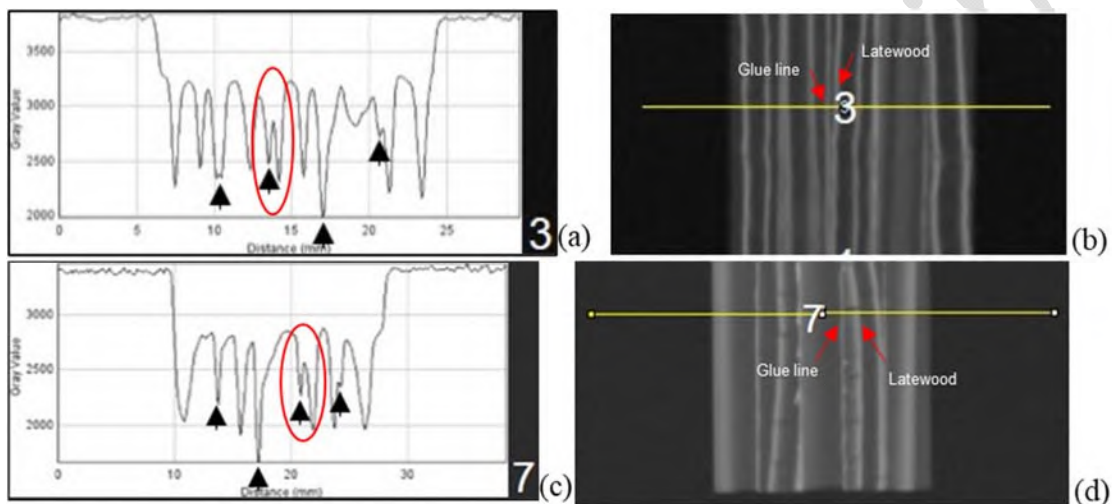 3500
3000
2500
2000
Gray Value
0 5 10 15 20 25
Distance (mm)
3
(a)
Latewood
Glue line
3
(b)
3000
2500
2000
Gray Value
0 10 20 30
Distance (mm)
7
(c)
7
Glue line
Latewood
(d)